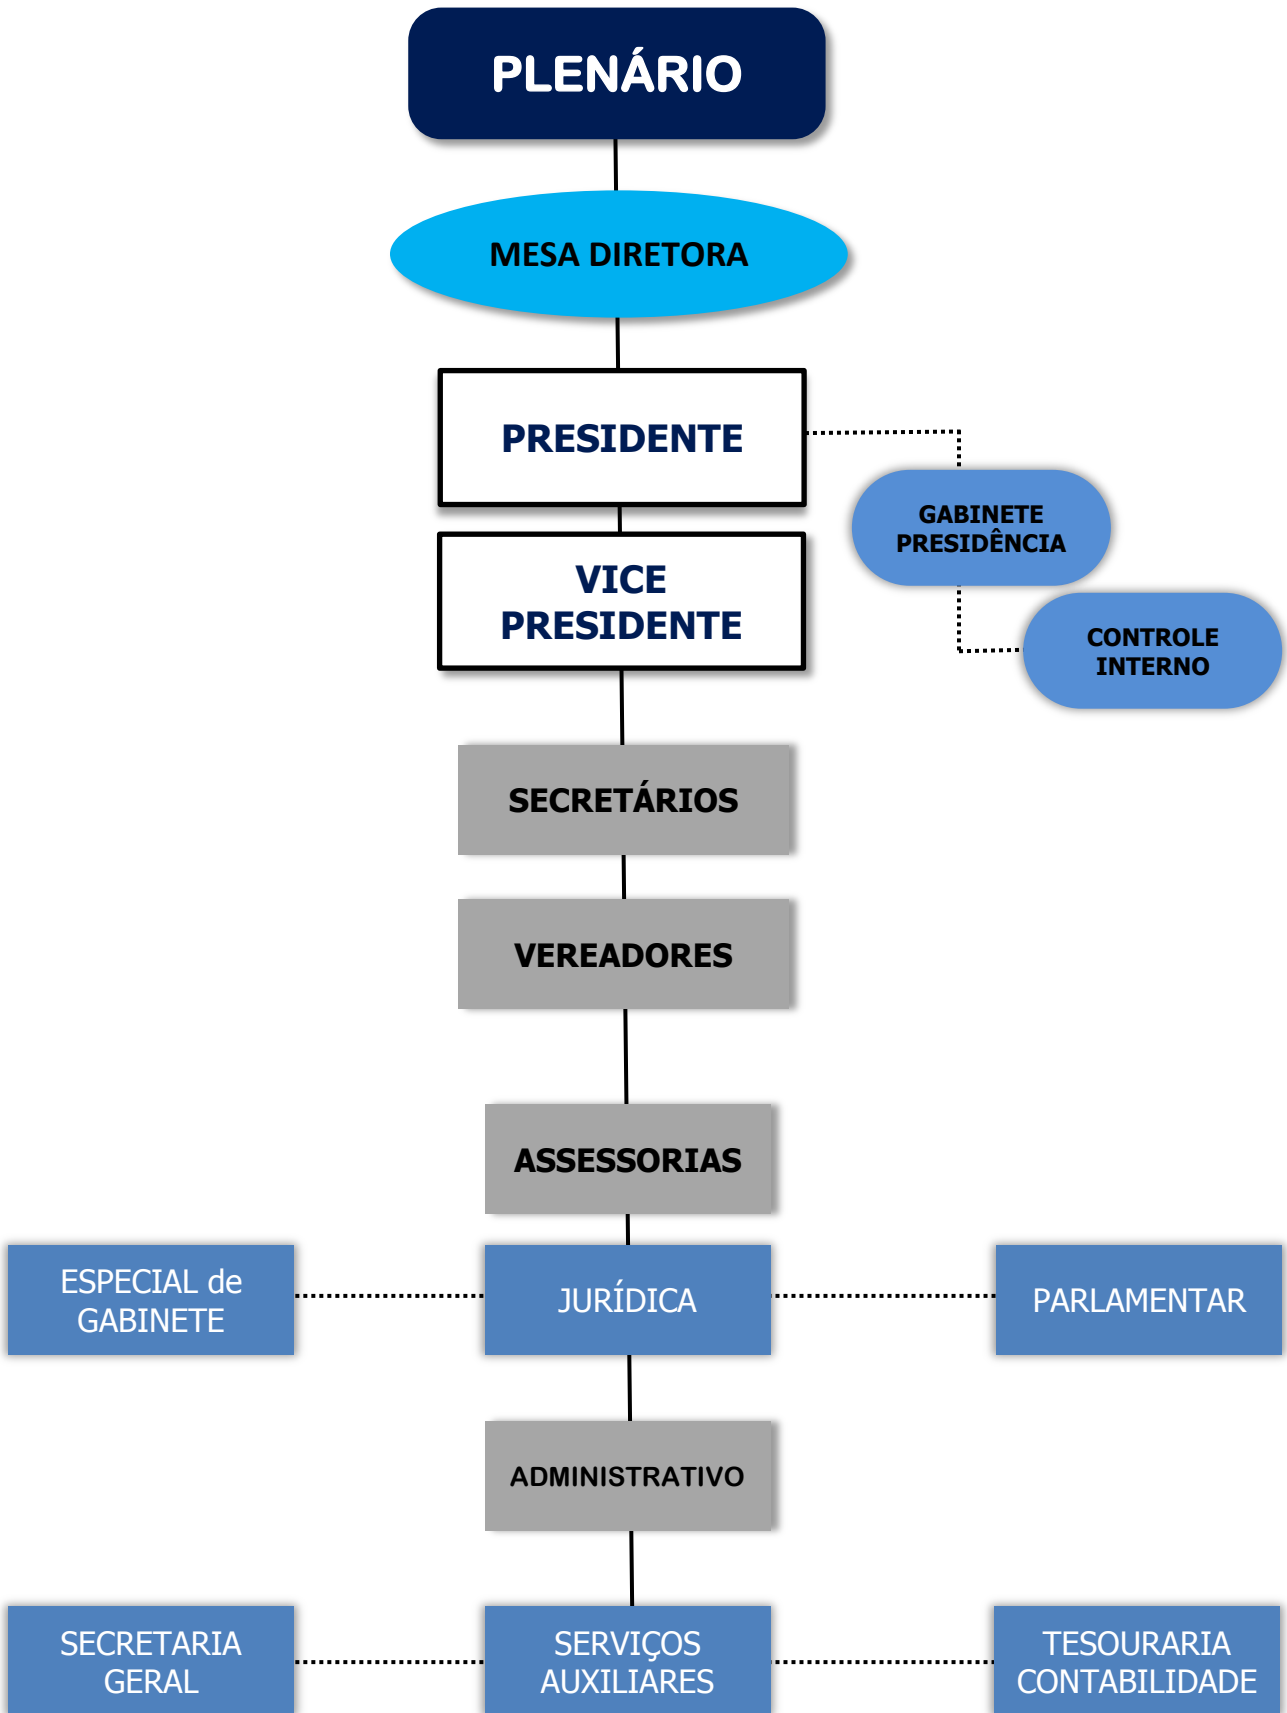 PLENÁRIO
MESA DIRETORA
PRESIDENTE
GABINETE
PRESIDÊNCIA
VICE
PRESIDENTE
CONTROLE
INTERNO
SECRETÁRIOS
VEREADORES
ASSESSORIAS
ESPECIAL de
GABINETE
JURÍDICA
PARLAMENTAR
ADMINISTRATIVO
SECRETARIA
GERAL
SERVIÇOS
AUXILIARES
TESOURARIA
CONTABILIDADE